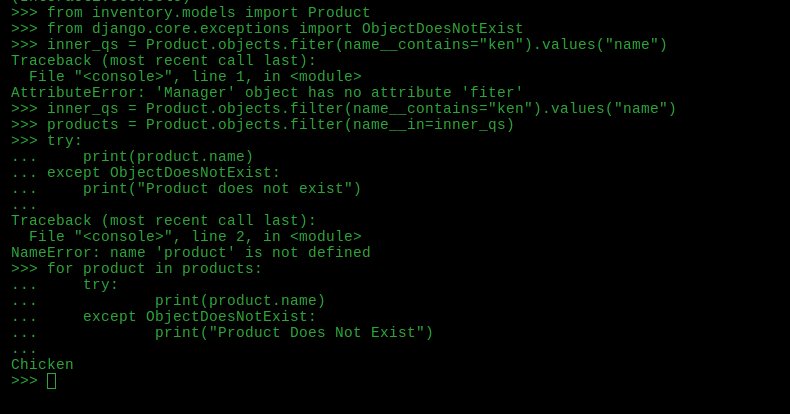 >>> from inventory.models import Product
>>> from django.core.exceptions import ObjectDoesNotExist
>>> inner_qs = Product.objects.fiter(name__contains="ken").values("name")
Traceback (most recent call last):
  File "<console>", line 1, in <module>
AttributeError: 'Manager' object has no attribute 'fiter'
>>> inner_qs = Product.objects.filter(name__contains="ken").values("name")
>>> products = Product.objects.filter(name__in=inner_qs)
>>> try:
...     print(product.name)
... except ObjectDoesNotExist:
...     print("Product does not exist")
...
Traceback (most recent call last):
  File "<console>", line 2, in <module>
NameError: name 'product' is not defined
>>> for product in products:
...     try:
...             print(product.name)
...     except ObjectDoesNotExist:
...             print("Product Does Not Exist")
...
Chicken
>>>